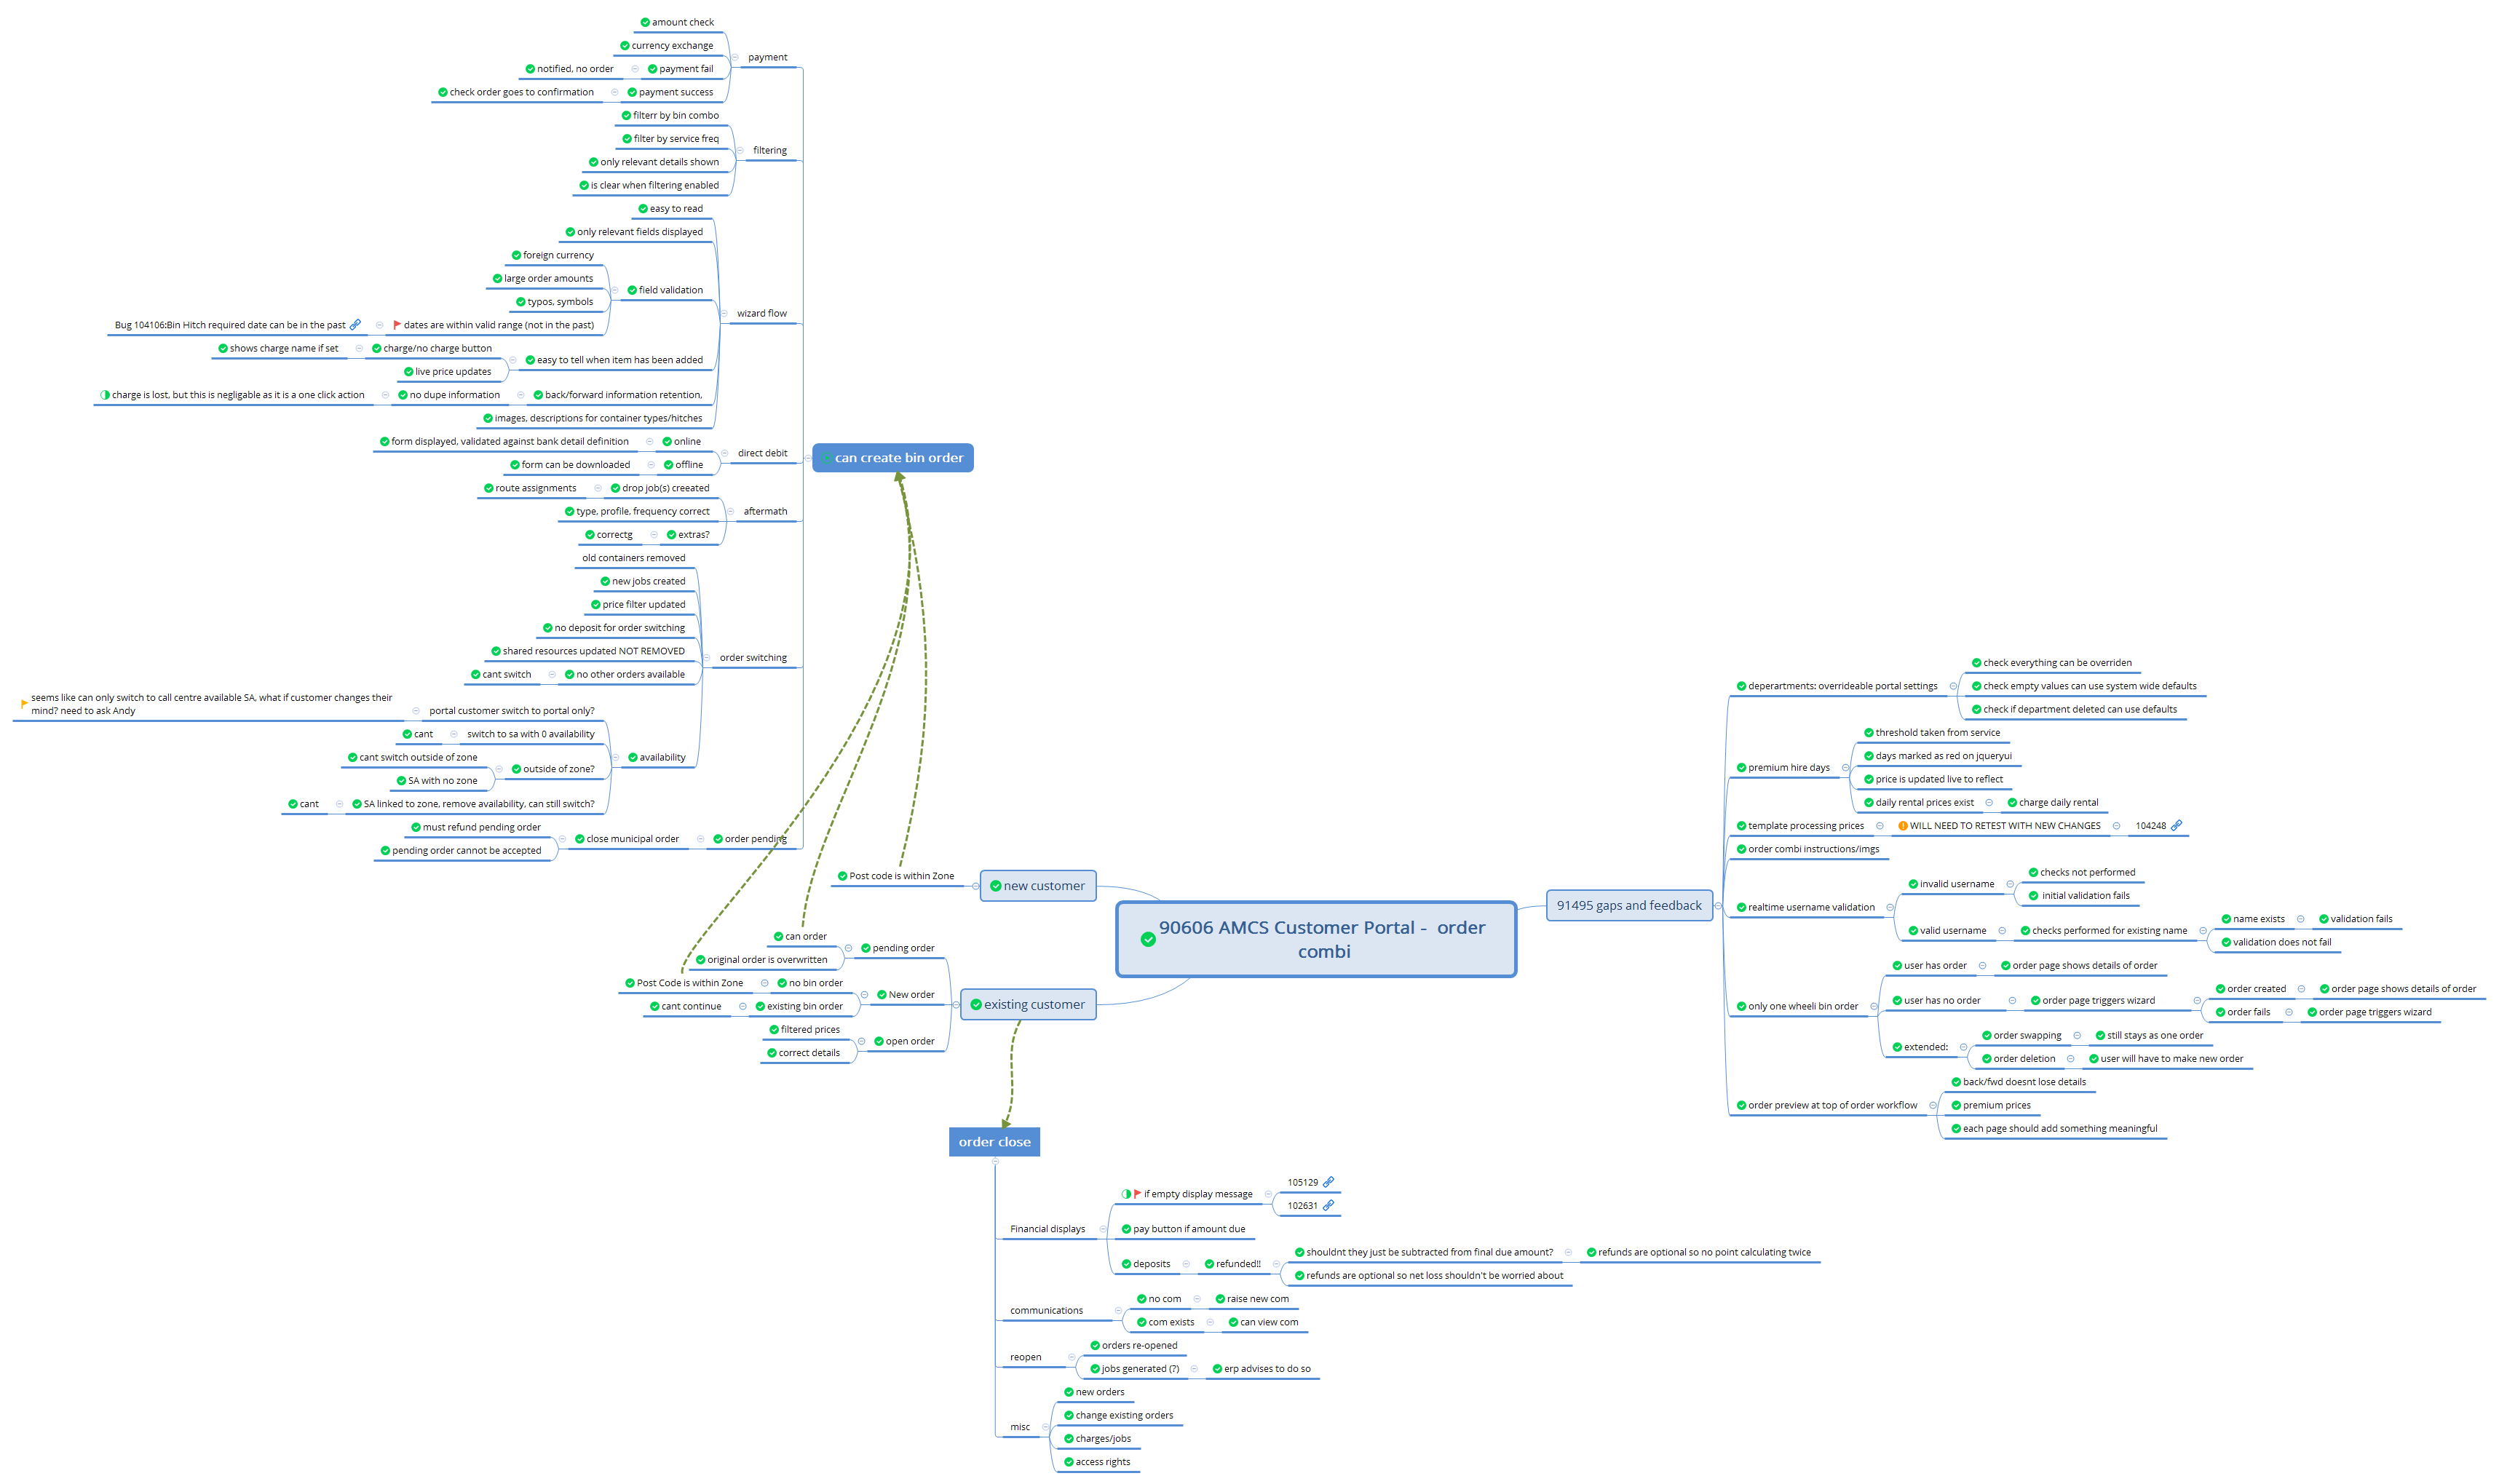 amount check
currency exchange
payment
notified, no order
payment fail
check order goes to confirmation
payment success
filterr by bin combo
filter by service freq
filtering
only relevant details shown
is clear when filtering enabled
easy to read
only relevant fields displayed
foreign currency
large order amounts
field validation
typos, symbols
wizard flow
Bug 104106:Bin Hitch required date can be in the past
dates are within valid range (not in the past)
shows charge name if set
charge/no charge button
easy to tell when item has been added
live price updates
charge is lost, but this is negligable as it is a one click action
no dupe information
back/forward information retention,
images, descriptions for container types/hitches
form displayed, validated against bank detail definition
online
direct debit
form can be downloaded
offline
can create bin order
route assignments
drop job(s) creeated
type, profile, frequency correct
aftermath
correctg
extras?
old containers removed
new jobs created
price filter updated
no deposit for order switching
shared resources updated NOT REMOVED
order switching
cant switch
no other orders available
seems like can only switch to call centre available SA, what if customer changes their
mind? need to ask Andy
portal customer switch to portal only?
cant
switch to sa with 0 availability
cant switch outside of zone
outside of zone?
availability
SA with no zone
cant
SA linked to zone, remove availability, can still switch?
must refund pending order
close municipal order
order pending
pending order cannot be accepted
Post code is within Zone
new customer
90606 AMCS Customer Portal -  order
combi
can order
pending order
original order is overwritten
Post Code is within Zone
no bin order
New order
cant continue
existing bin order
existing customer
filtered prices
open order
correct details
order close
if empty display message
105129
102631
Financial displays
pay button if amount due
deposits
refunded!!
shouldnt they just be subtracted from final due amount?
refunds are optional so no point calculating twice
refunds are optional so net loss shouldn't be worried about
communications
no com
raise new com
com exists
can view com
reopen
orders re-opened
jobs generated (?)
erp advises to do so
misc
new orders
change existing orders
charges/jobs
access rights
91495 gaps and feedback
deperartments: overrideable portal settings
check everything can be overriden
check empty values can use system wide defaults
check if department deleted can use defaults
premium hire days
threshold taken from service
days marked as red on jqueryui
price is updated live to reflect
daily rental prices exist
charge daily rental
template processing prices
WILL NEED TO RETEST WITH NEW CHANGES
104248
order combi instructions/imgs
realtime username validation
invalid username
checks not performed
initial validation fails
valid username
checks performed for existing name
name exists
validation fails
validation does not fail
only one wheeli bin order
user has order
order page shows details of order
user has no order
order page triggers wizard
order created
order page shows details of order
order fails
order page triggers wizard
extended:
order swapping
still stays as one order
order deletion
user will have to make new order
order preview at top of order workflow
back/fwd doesnt lose details
premium prices
each page should add something meaningful